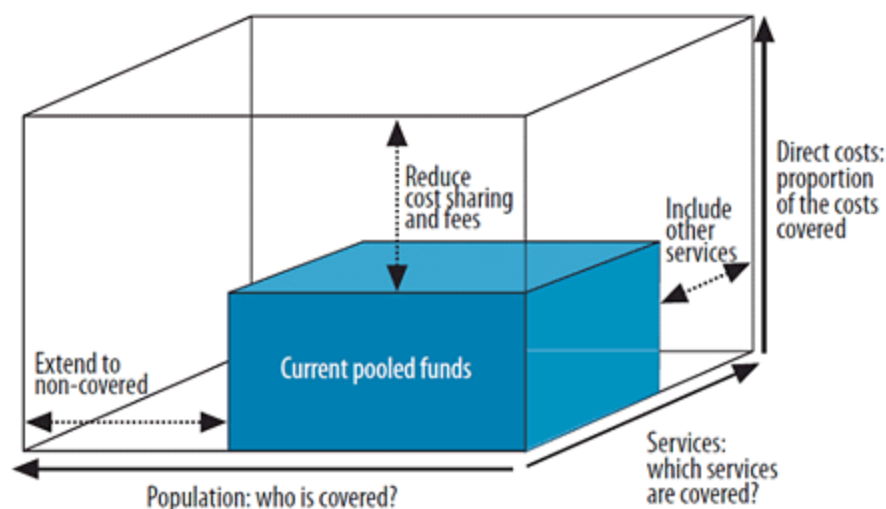 Reduce
cost sharing
and fees
Direct costs:
proportion
of the costs
covered
Include
other
services
Extend to
non-covered
Current pooled funds
Services:
which services
are covered?
Population: who is covered?